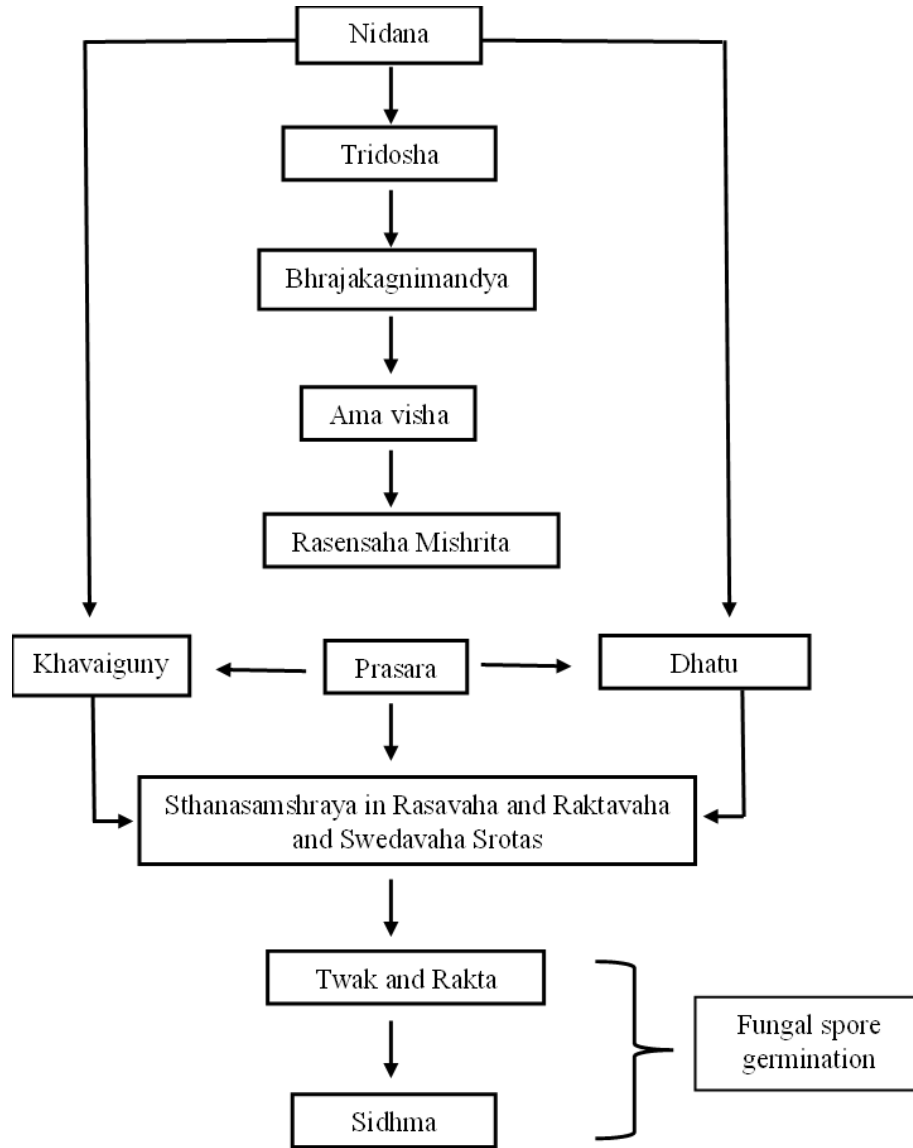 Nidana
Tridosha
Bhrajakagnimandya
Ama visha
Rasensaha Mishrita
Khavaiguny
Prasara
Dhatu
Sthanasamshraya in Rasavaha and Raktavaha
and Swedavaha Srotas
Twak and Rakta
Fungal spore
germination
Sidhma